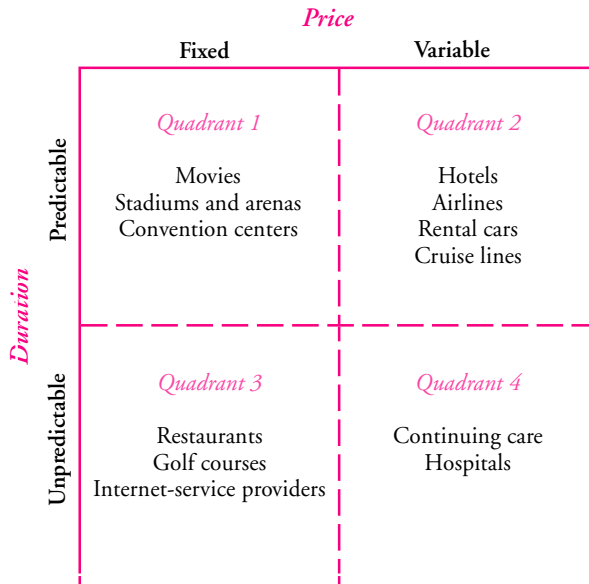 Price
Fixed
Variable
Duration
Predictable
Quadrant 1
Movies
Stadiums and arenas
Convention centers
Quadrant 2
Hotels
Airlines
Rental cars
Cruise lines
Unpredictable
Quadrant 3
Restaurants
Golf courses
Internet-service providers
Quadrant 4
Continuing care
Hospitals